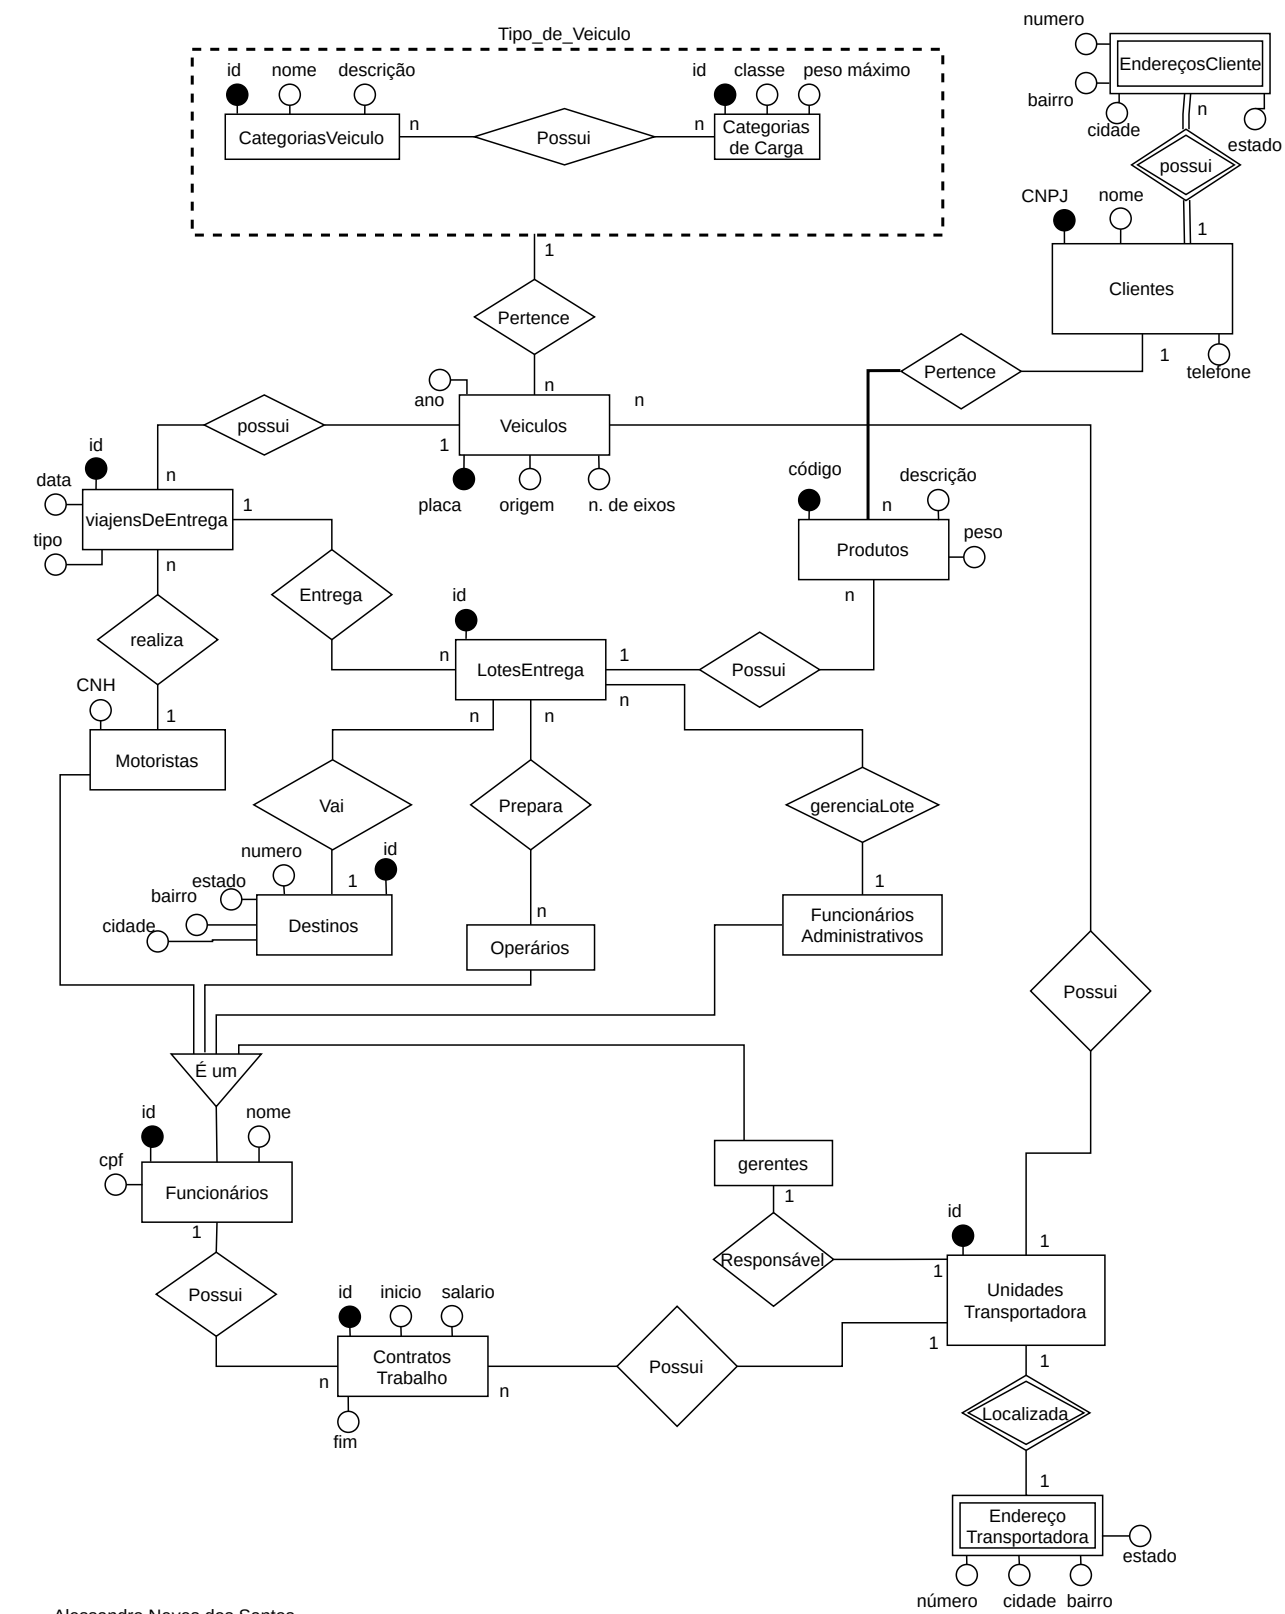 Tipo_de_Veiculo
id nome descrição
id classe peso máximo
CategoriasVeiculo
n
Possui
n
Categorias
de Carga
numero
EndereçosCliente
bairro
cidade
n
estado
possui
CNPJ nome
1
Clientes
1
telefone
1
Pertence
n
Pertence
ano
n
Veiculos
possui
1
placa
origem
n. de eixos
id
data
n
viajensDeEntrega
1
tipo
n
código
descrição
n
Produtos
peso
n
Entrega
realiza
id
n
LotesEntrega
1
Possui
n
CNH
1
Motoristas
n
n
Vai
Prepara
gerenciaLote
numero
id
estado
1
bairro
cidade
Destinos
n
Operários
1
Funcionários
Administrativos
Possui
É um
id
nome
cpf
Funcionários
1
Possui
gerentes
1
Responsável
id
1
1
Unidades
Transportadora
1
1
id inicio salario
Contratos
Trabalho
n
n
fim
Possui
Localizada
1
Endereço
Transportadora
estado
número
cidade
bairro
Alessandro Neves dos Santos